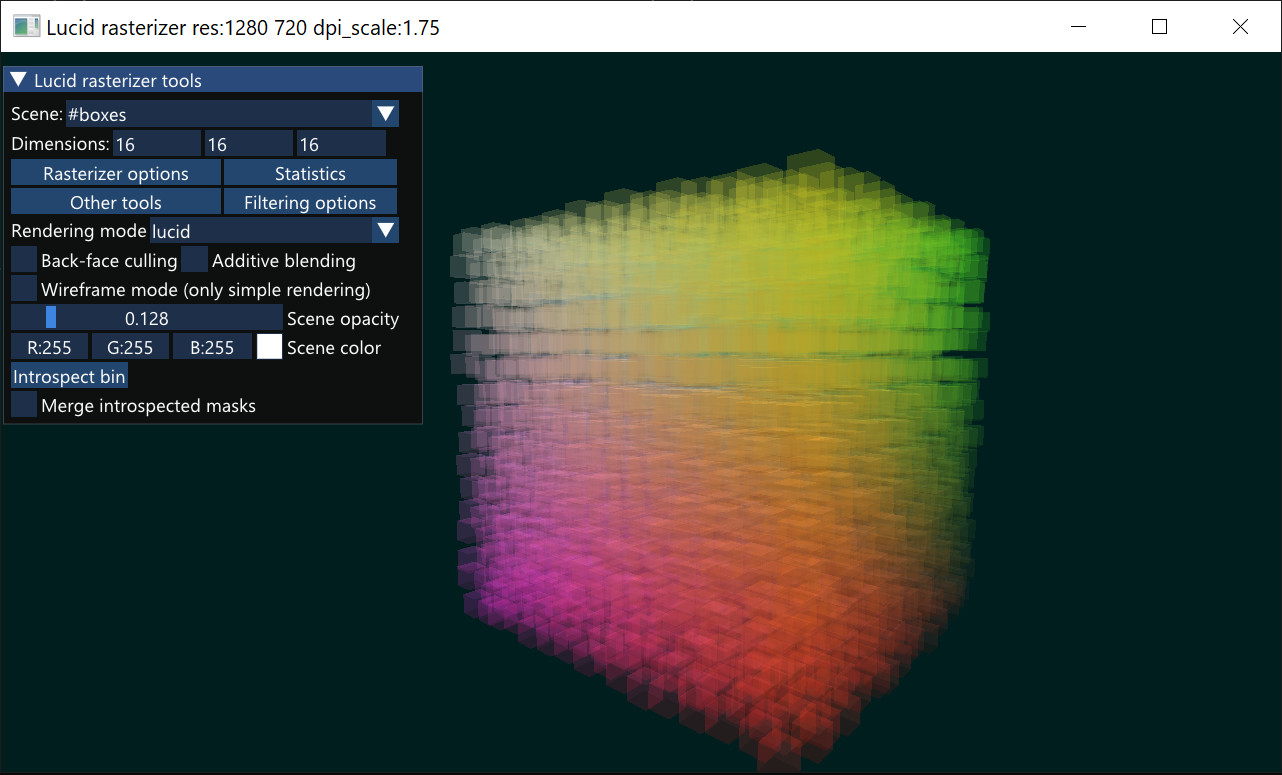 Lucid rasterizer res:1280 720 dpi_scale:1.75
Lucid rasterizer tools
Scene: #boxes
Dimensions: 16 16 16
Rasterizer options Statistics
Other tools Filtering options
Rendering mode lucid
Back-face culling Additive blending
Wireframe mode (only simple rendering)
0.128 Scene opacity
R:255 G:255 B:255 Scene color
Introspect bin
Merge introspected masks